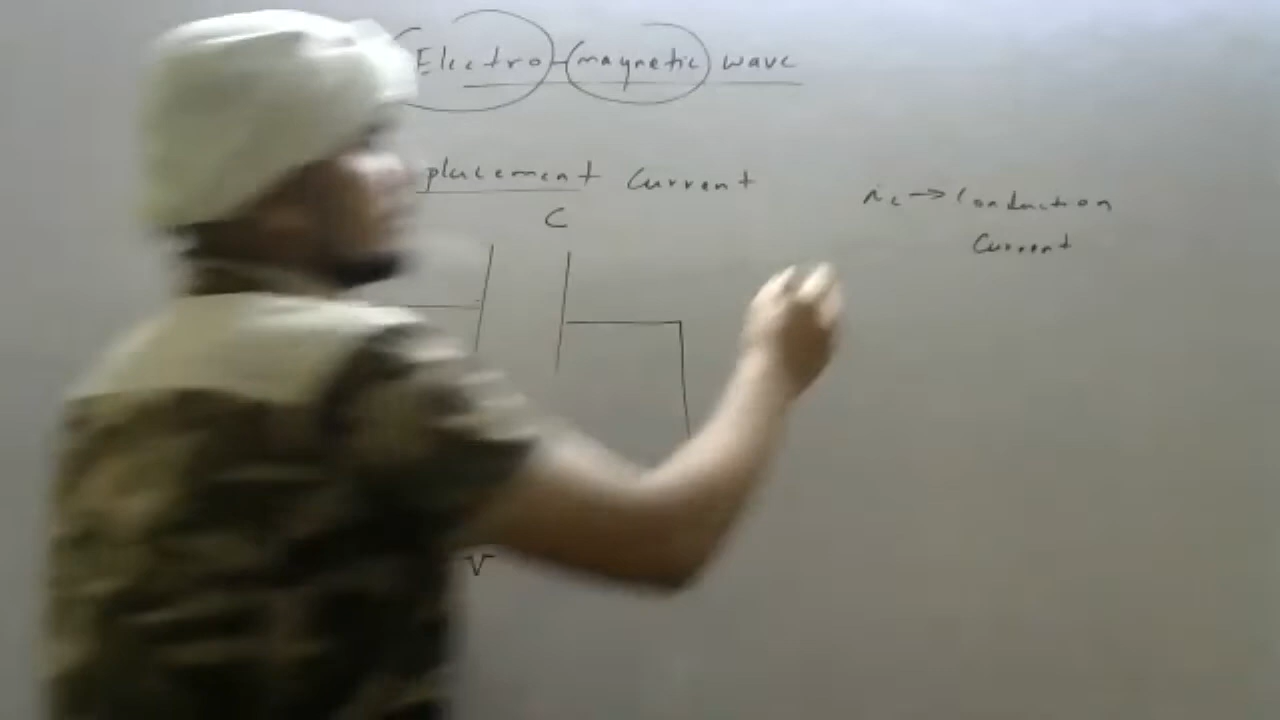 Electro-magnetic wave
placement Current
C
ic → Conduction
Current
V